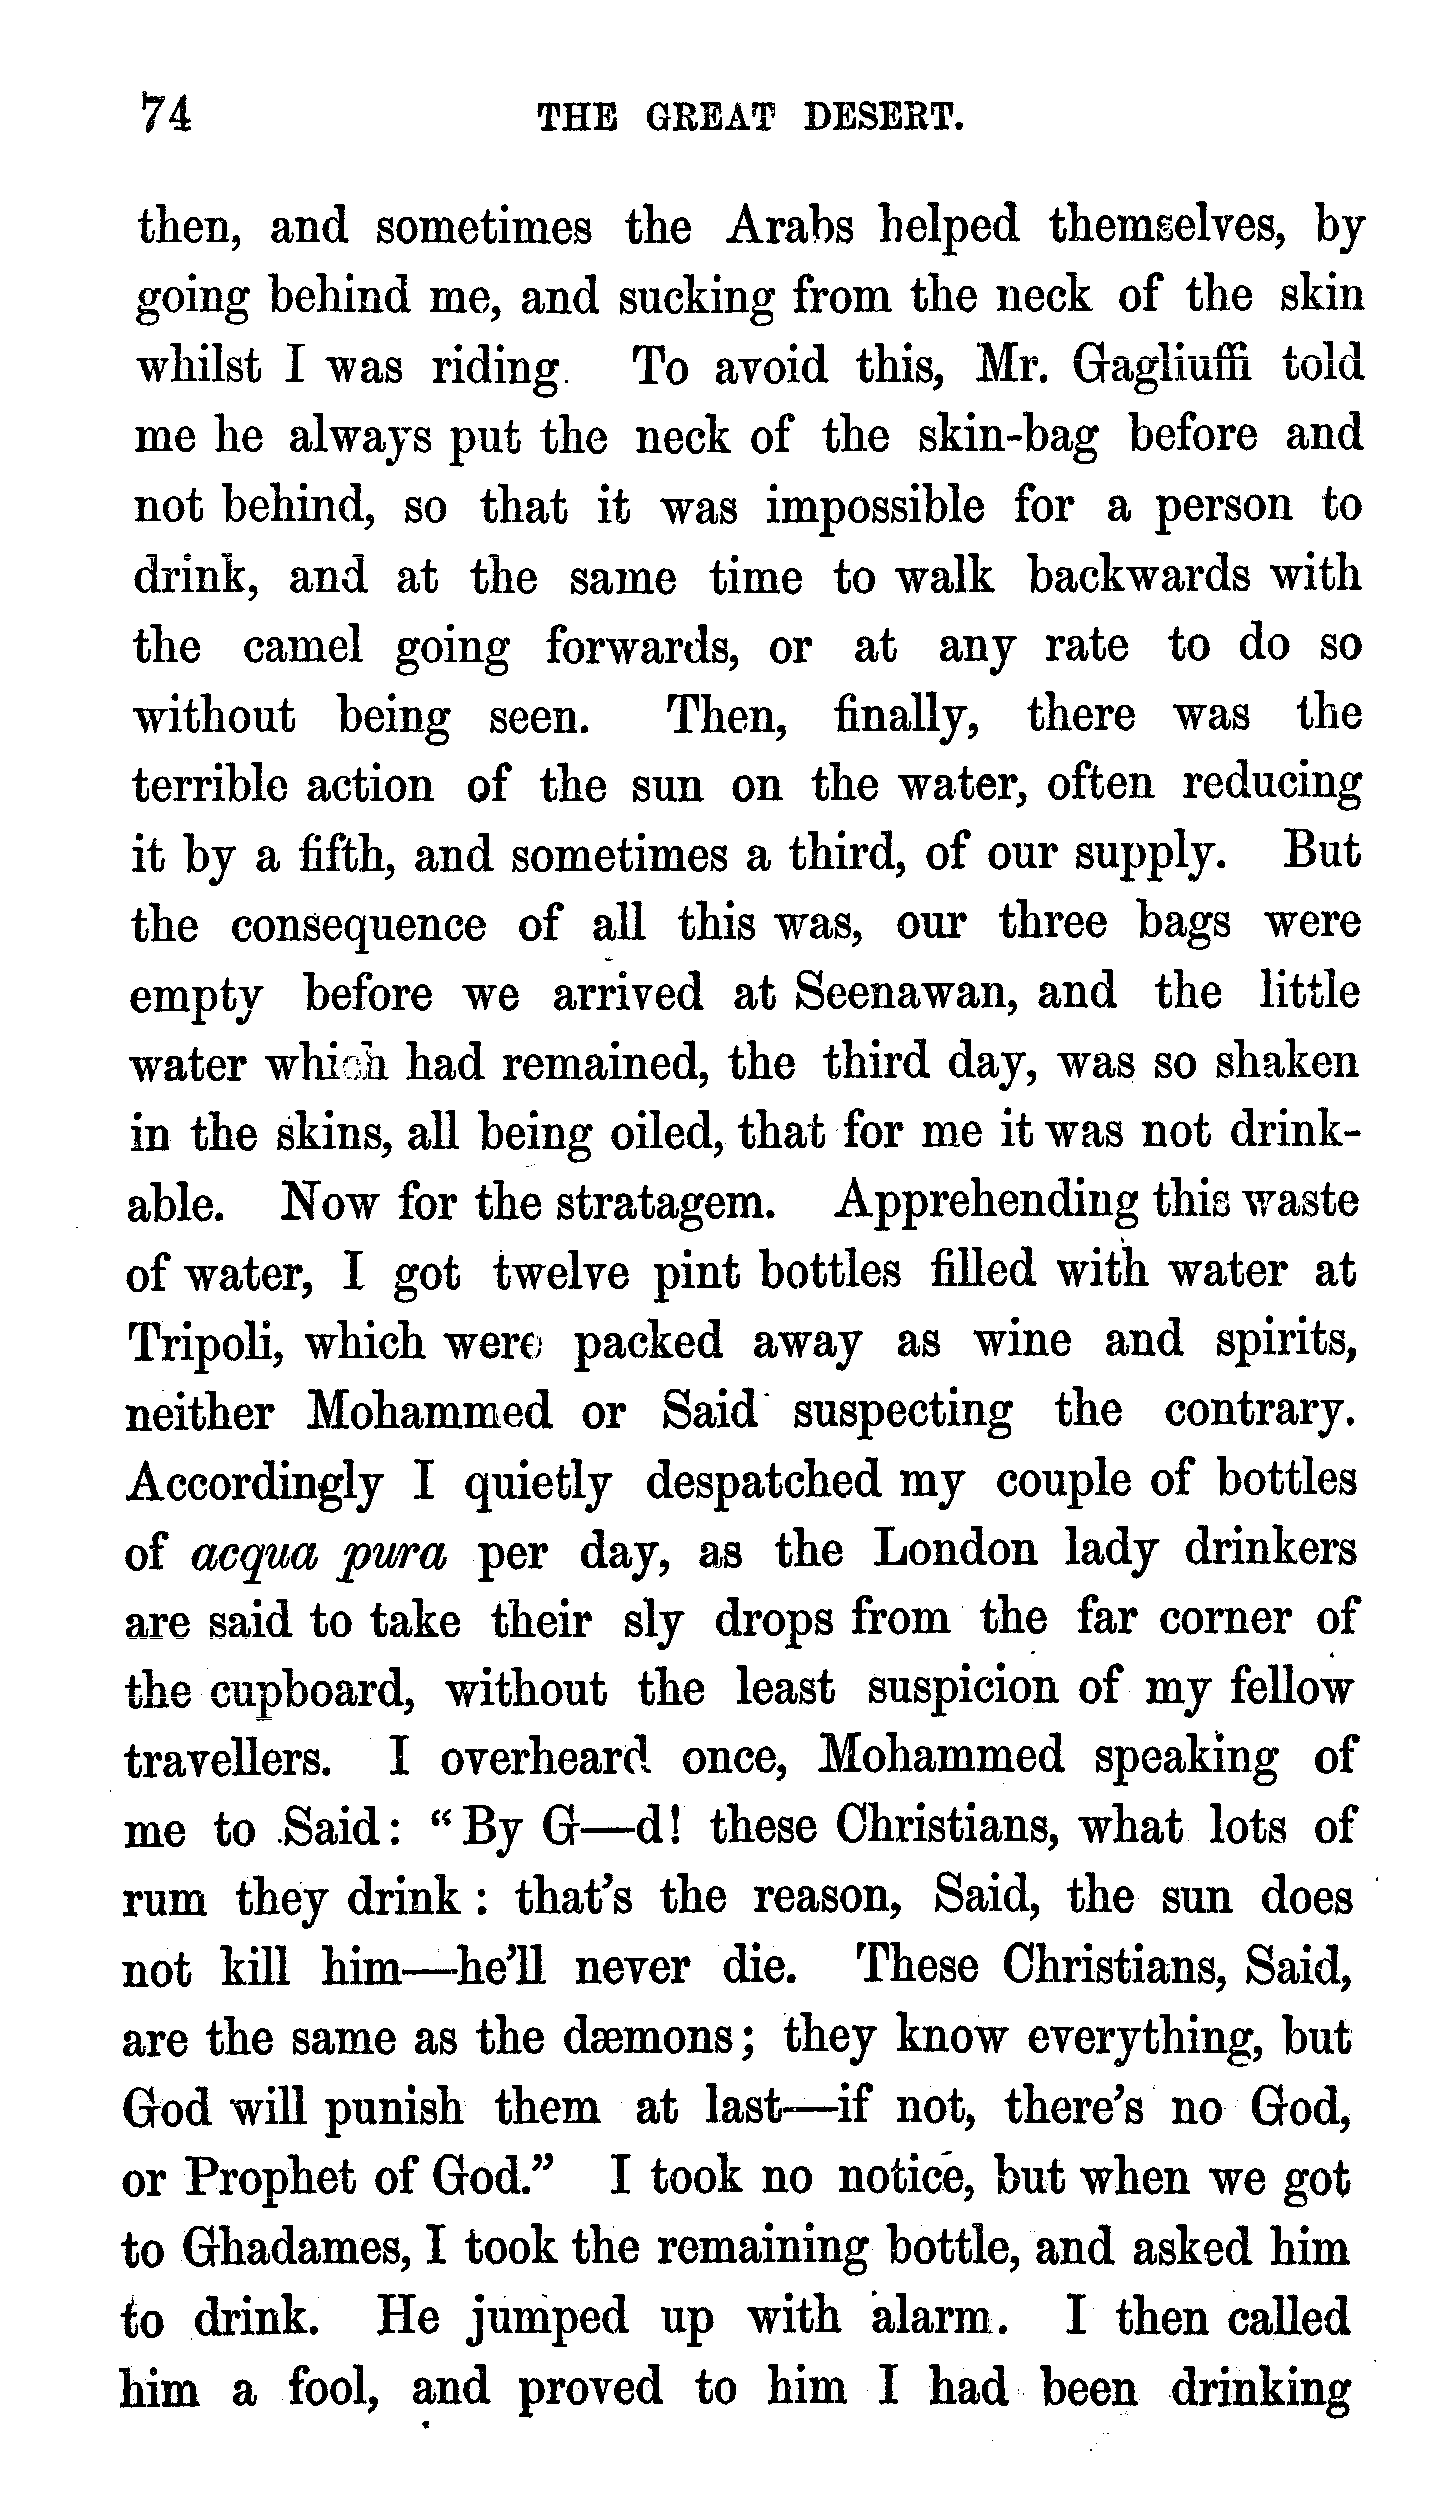 74 THE GREAT DESERT.
then, and sometimes the Arabs helped themselves, by
going behind me, and sucking from the neck of the skin
whilst I was riding. To avoid this, Mr. Gagliuffi told
me he always put the neck of the skin-bag before and
not behind, so that it was impossible for a person to
drink, and at the same time to walk backwards with
the camel going forwards, or at any rate to do so
without being seen. Then, finally, there was the
terrible action of the sun on the water, often reducing
it by a fifth, and sometimes a third, of our supply. But
the consequence of all this was, our three bags were
empty before we arrived at Seenawan, and the little
water which had remained, the third day, was so shaken
in the skins, all being oiled, that for me it was not drink-
able. Now for the stratagem. Apprehending this waste
of water, I got twelve pint bottles filled with water at
Tripoli, which were packed away as wine and spirits,
neither Mohammed or Said suspecting the contrary.
Accordingly I quietly despatched my couple of bottles
of acqua pura per day, as the London lady drinkers
are said to take their sly drops from the far corner of
the cupboard, without the least suspicion of my fellow
travellers. I overheard once, Mohammed speaking of
me to Said: “By G—d! these Christians, what lots of
rum they drink: that’s the reason, Said, the sun does
not kill him—he’ll never die. These Christians, Said,
are the same as the dæmons; they know everything, but
God will punish them at last—if not, there’s no God,
or Prophet of God.” I took no notice, but when we got
to Ghadames, I took the remaining bottle, and asked him
to drink. He jumped up with alarm. I then called
him a fool, and proved to him I had been drinking